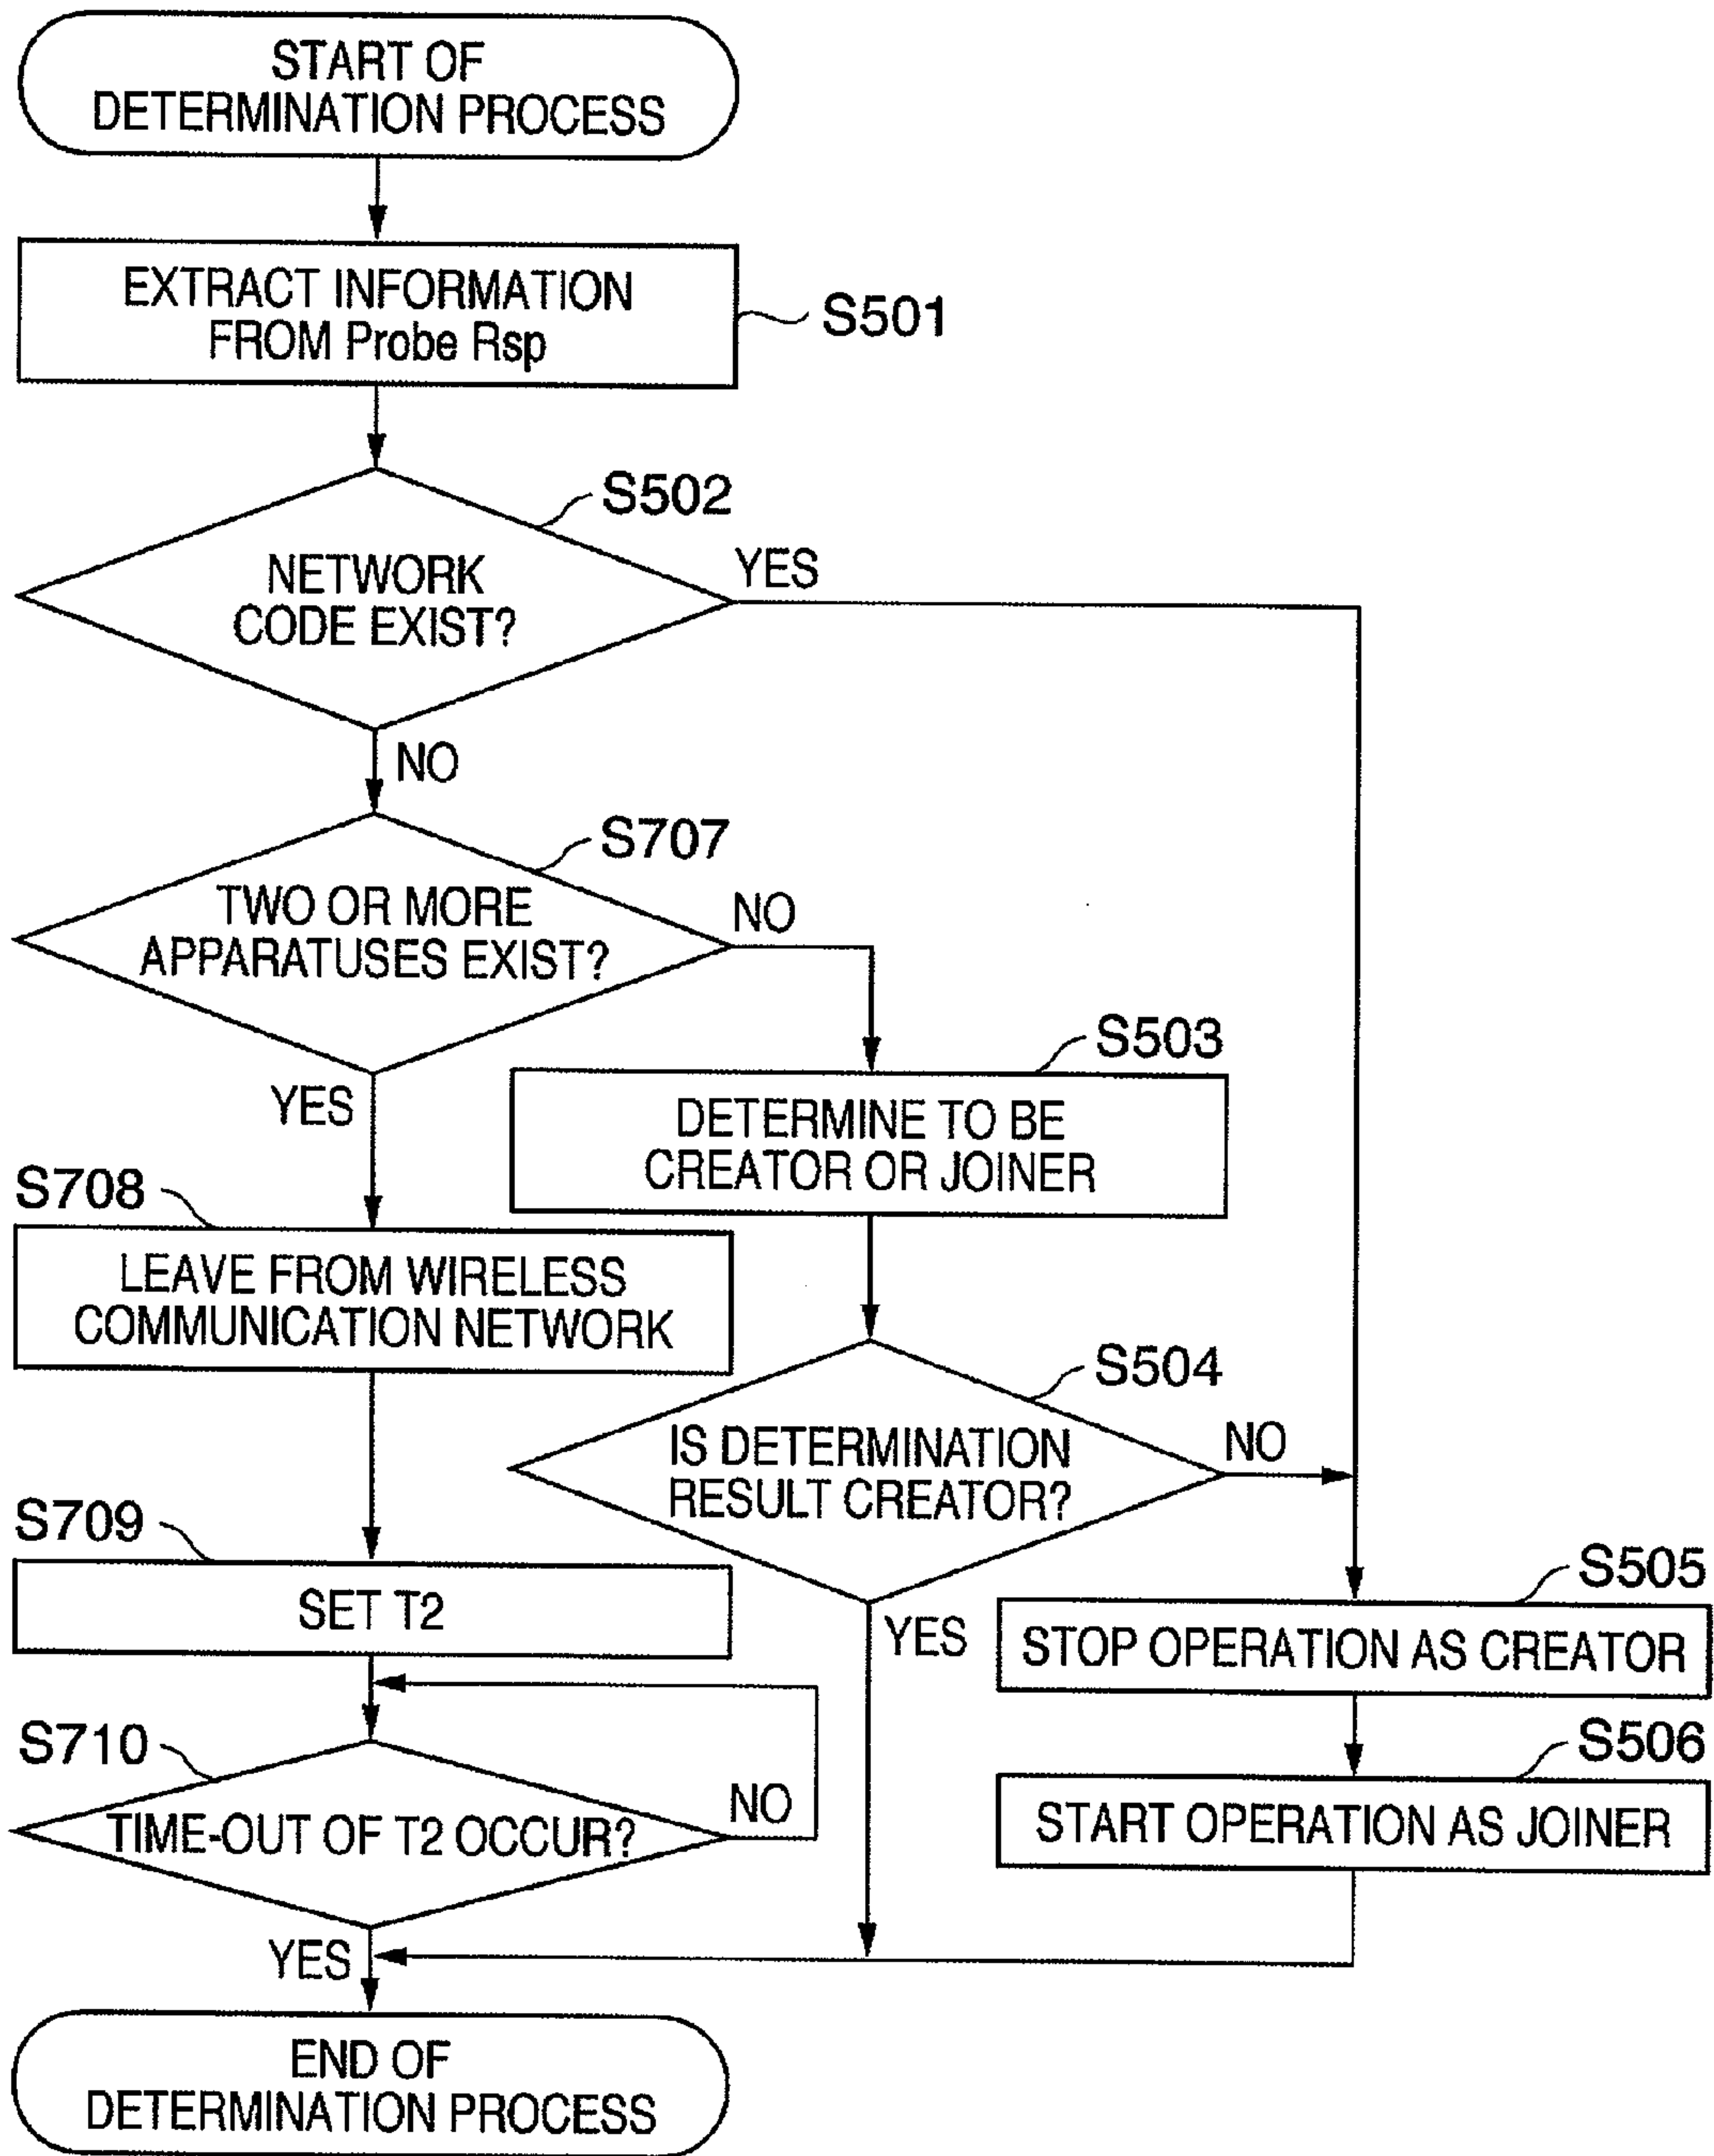 START OF
DETERMINATION PROCESS
EXTRACT INFORMATION
FROM Probe Rsp
S501
S502
NETWORK
CODE EXIST?
YES
NO
S707
TWO OR MORE
APPARATUSES EXIST?
NO
YES
S503
DETERMINE TO BE
CREATOR OR JOINER
S708
LEAVE FROM WIRELESS
COMMUNICATION NETWORK
S504
IS DETERMINATION
RESULT CREATOR?
NO
YES
S709
SET T2
S505
STOP OPERATION AS CREATOR
S710
TIME-OUT OF T2 OCCUR?
NO
YES
S506
START OPERATION AS JOINER
END OF
DETERMINATION PROCESS